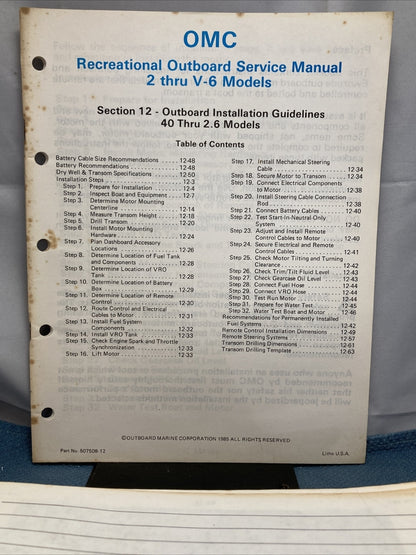 OMC
Recreational Outboard Service Manual
2 thru V-6 Models
Section 12 - Outboard Installation Guidelines
40 Thru 2.6 Models
Table of Contents
Battery Cable Size Recommendations 12-48
Battery Recommendations 12-48
Dry Well & Transom Specifications 12-50
Installation Steps 12-3
Step 1. Prepare for Installation 12-4
Step 2. Inspect Boat and Equipment 12-7
Step 3. Determine Mounting
Centerline 12-14
Step 4. Measure Transom Height 12-18
Step 5. Drill Transom 12-20
Step 6. Install Motor Mounting
Hardware 12-24
Step 7. Plan Dashboard Accessory
Locations 12-26
Step 8. Determine Location of Fuel Tank
and Components 12-28
Step 9. Determine Location of VRO
Tank 12-28
Step 10. Determine Location of Battery
Box 12-29
Step 11. Determine Location of Remote
Control 12-30
Step 12. Route Control and Electrical
Cables to Motor 12-31
Step 13. Install Fuel System
Components 12-32
Step 14. Install VRO Tank 12-33
Step 15. Check Engine Spark and Throttle
Synchronization 12-33
Step 16. Lift Motor 12-33
Step 17. Install Mechanical Steering
Cable 12-34
Step 18. Secure Motor to Transom 12-34
Step 19. Connect Electrical Components
to Motor 12-38
Step 20. Install Steering Cable Connection
Rod 12-38
Step 21. Connect Battery Cables 12-40
Step 22. Test Start-In-Neutral Only
System 12-40
Step 23. Adjust and Install Remote
Control Cables to Motor 12-40
Step 24. Secure Electrical and Remote
Control Cables 12-41
Step 25. Check Motor Tilting and Turning
Clearance 12-42
Step 26. Check Trim/Tilt Fluid Level 12-43
Step 27. Check Gearcase Oil Level 12-43
Step 28. Connect Fuel Hose 12-44
Step 29. Connect VRO Hose 12-44
Step 30. Test Run Motor 12-44
Step 31. Prepare for Water Test 12-45
Step 32. Water Test Boat and Motor 12-46
Recommendations for Permanently Installed
Fuel Systems 12-42
Remote Control Installation Dimensions 12-49
Remote Steering Systems 12-57
Transom Drilling Dimensions 12-61
Transom Drilling Template 12-63
©OUTBOARD MARINE CORPORATION 1985 ALL RIGHTS RESERVED
Part No. 507508-12
Litho U.S.A.